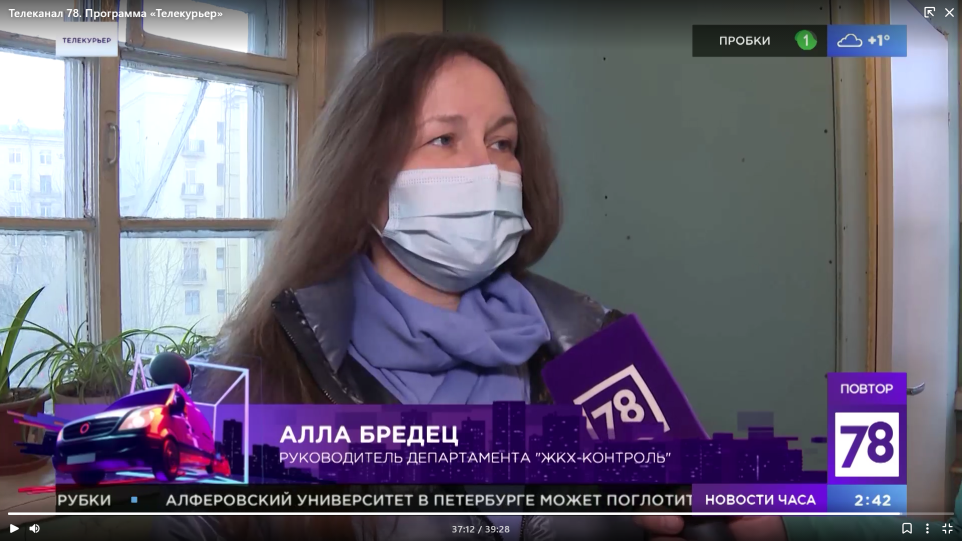 Телеканал 78. Программа «Телекурьер»
ТЕЛЕКУРЬЕР
ПРОБКИ 1 +1°
78
ПОВТОР
78
АЛЛА БРЕДЕЦ
РУКОВОДИТЕЛЬ ДЕПАРТАМЕНТА "ЖКХ-КОНТРОЛЬ"
РУБКИ ▪ АЛФЕРОВСКИЙ УНИВЕРСИТЕТ В ПЕТЕРБУРГЕ МОЖЕТ ПОГЛОТИТ
НОВОСТИ ЧАСА
2:42
37:12 / 39:28